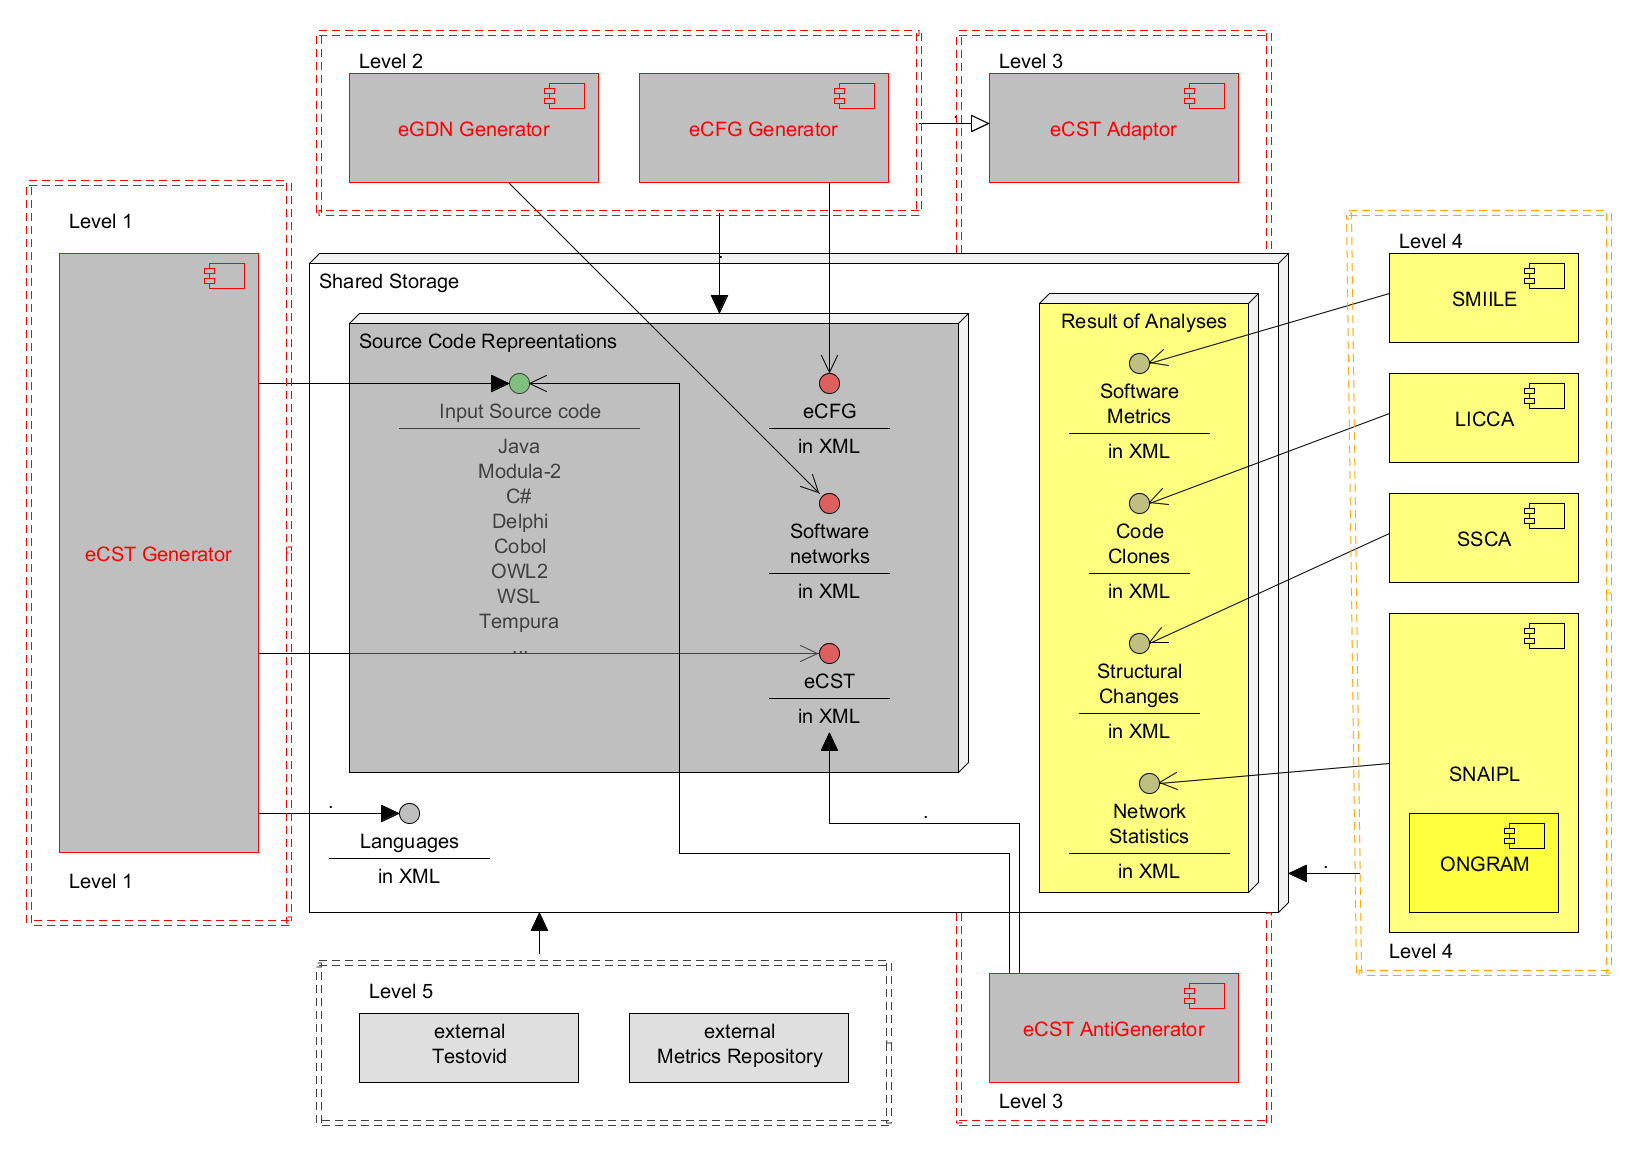 Level 2
eGDN Generator
eCFG Generator
Level 3
eCST Adaptor
Level 1
eCST Generator
Level 1
Shared Storage
Source Code Repreentations
Input Source code
Java
Modula-2
C#
Delphi
Cobol
OWL2
WSL
Tempura
...
eCFG
in XML
Software
networks
in XML
eCST
in XML
Languages
in XML
Result of Analyses
Software
Metrics
in XML
Code
Clones
in XML
Structural
Changes
in XML
Network
Statistics
in XML
Level 4
SMIILE
LICCA
SSCA
SNAIPL
ONGRAM
Level 4
Level 5
external
Testovid
external
Metrics Repository
eCST AntiGenerator
Level 3